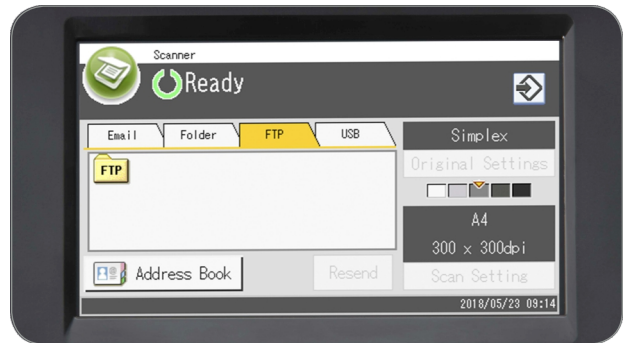 Scanner
Ready
Email
Folder
FTP
USB
FTP
Address Book
Resend
Simplex
Original Settings
A4
300 × 300dpi
Scan Setting
2018/05/23 09:14